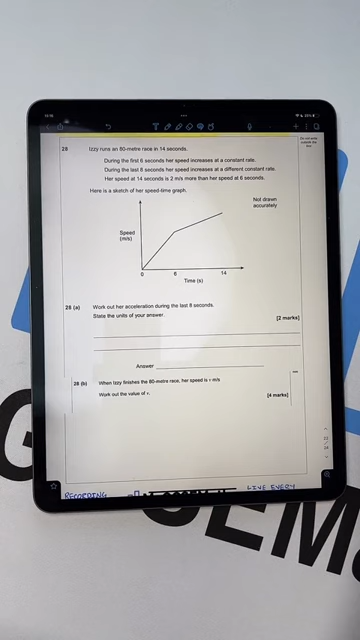 28 Izzy runs an 80-metre race in 14 seconds.
During the first 6 seconds her speed increases at a constant rate.
During the last 8 seconds her speed increases at a different constant rate.
Her speed at 14 seconds is 2 m/s more than her speed at 6 seconds.
Here is a sketch of her speed-time graph.
Not drawn
accurately
Speed
(m/s)
0 6 14
Time (s)
28 (a) Work out her acceleration during the last 8 seconds.
State the units of your answer.
[2 marks]
Answer
28 (b) When Izzy finishes the 80-metre race, her speed is v m/s
Work out the value of v.
[4 marks]
RECORDING
LIVE EVERY